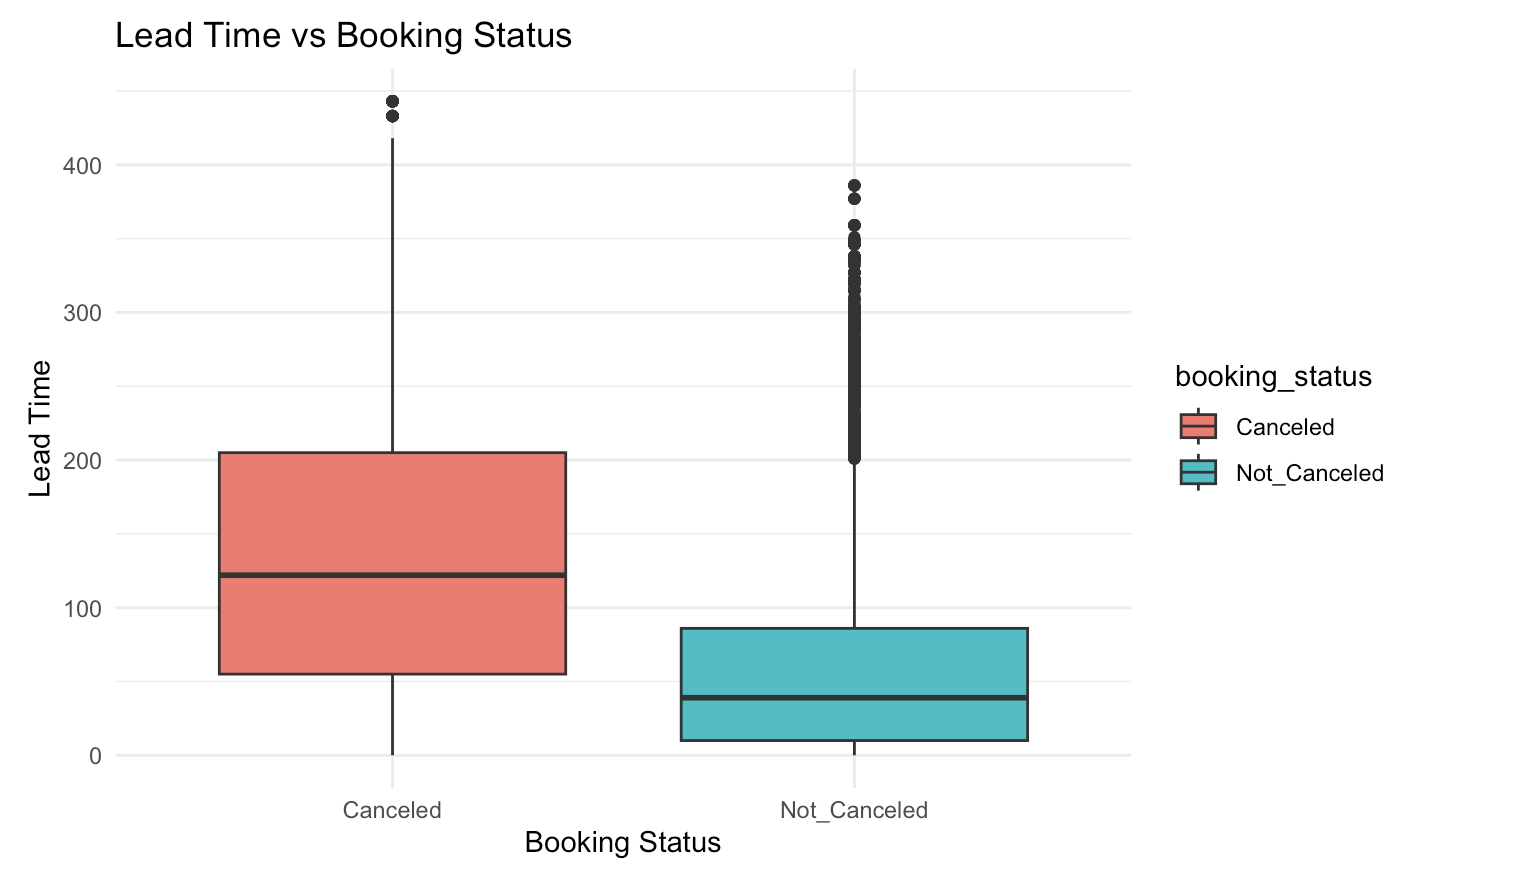 Lead Time vs Booking Status
400
300
200
100
0
Lead Time
Canceled
Not_Canceled
Booking Status
booking_status
Canceled
Not_Canceled